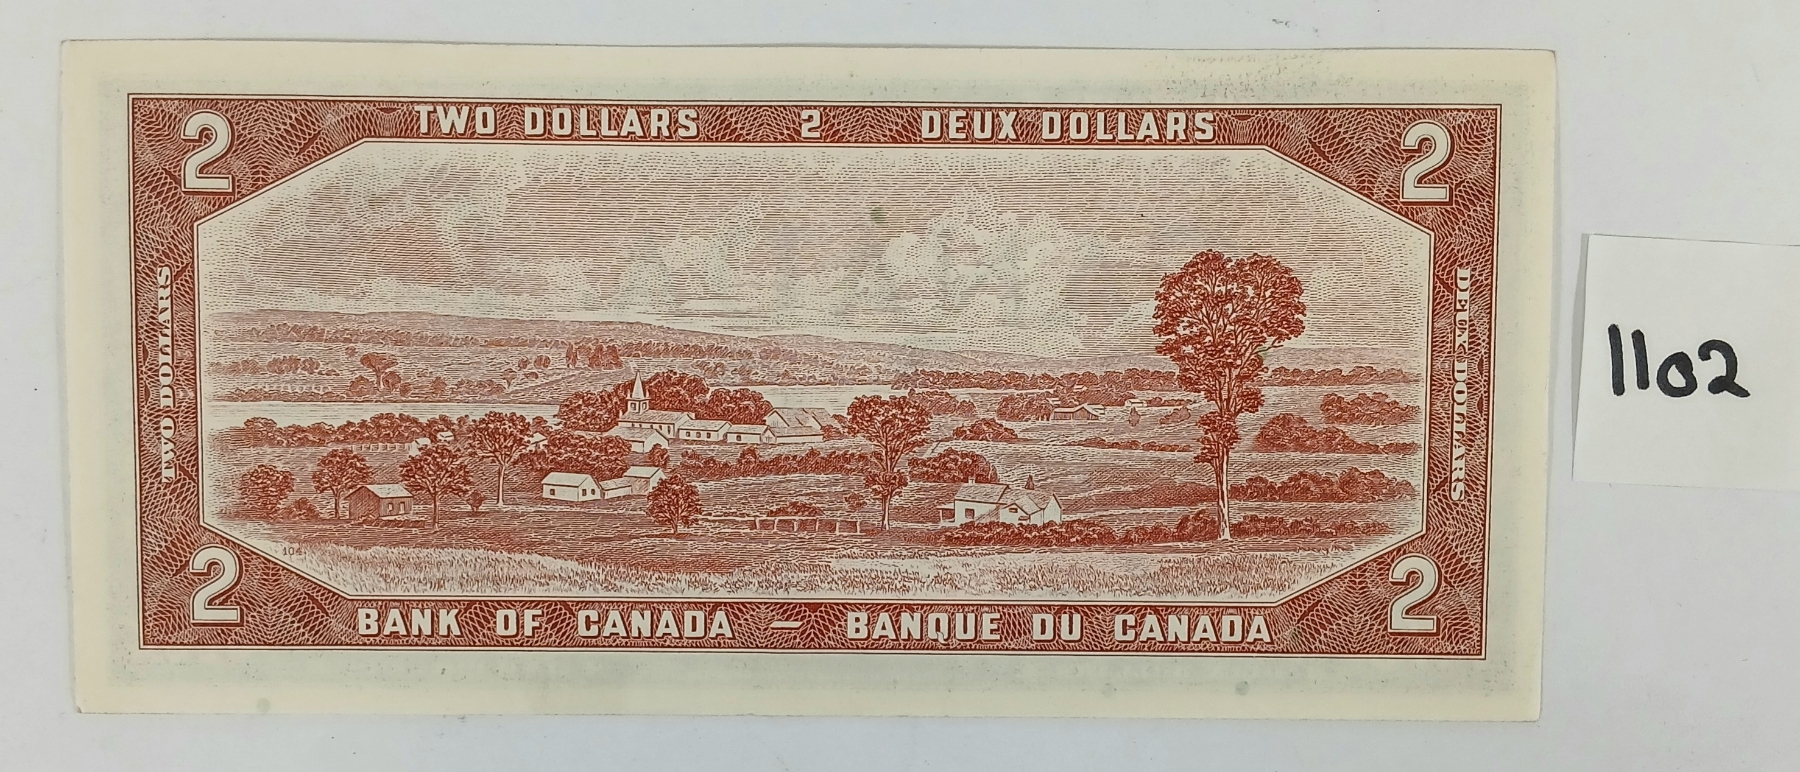 TWO DOLLARS 2 DEUX DOLLARS
2 2
TWO DOLLARS
DEUX DOLLARS
1102
104
2 2
BANK OF CANADA — BANQUE DU CANADA